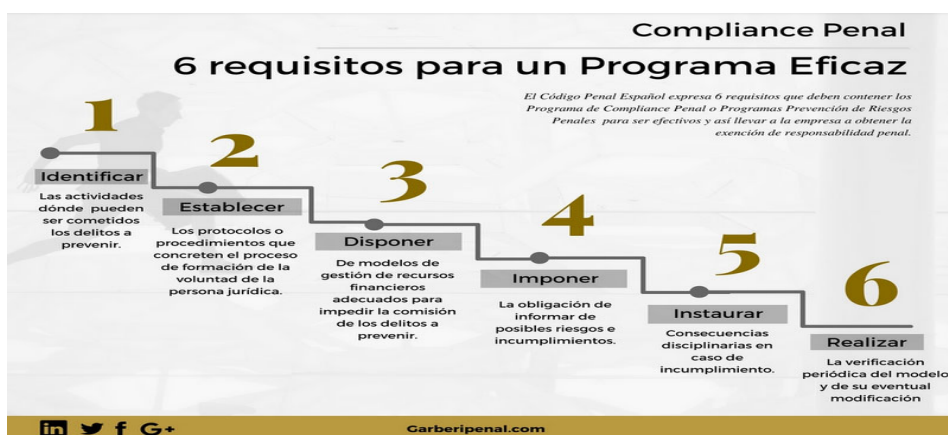 Compliance Penal
6 requisitos para un Programa Eficaz
El Código Penal Español expresa 6 requisitos que deben contener los
Programa de Compliance Penal o Programas Prevención de Riesgos
Penales para ser efectivos y así llevar a la empresa a obtener la
exención de responsabilidad penal.
1
Identificar
Las actividades
dónde pueden
ser cometidos
los delitos a
prevenir.
2
Establecer
Los protocolos o
procedimientos que
concreten el proceso
de formación de la
voluntad de la
persona jurídica.
3
Disponer
De modelos de
gestión de recursos
financieros
adecuados para
impedir la comisión
de los delitos a
prevenir.
4
Imponer
La obligación de
informar de
posibles riesgos e
incumplimientos.
5
Instaurar
Consecuencias
disciplinarias en
caso de
incumplimiento.
6
Realizar
La verificación
periódica del modelo
y de su eventual
modificación
in f G+
Garberipenal.com